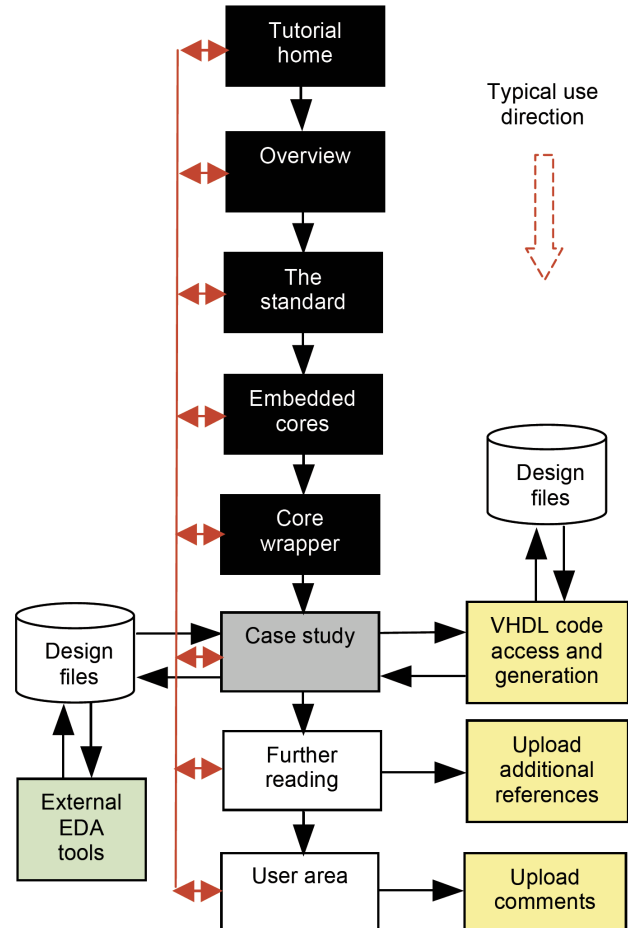 Tutorial
home
Typical use
direction
Overview
The
standard
Embedded
cores
Design
files
Core
wrapper
Design
files
Case study
VHDL code
access and
generation
Further
reading
Upload
additional
references
External
EDA
tools
User area
Upload
comments